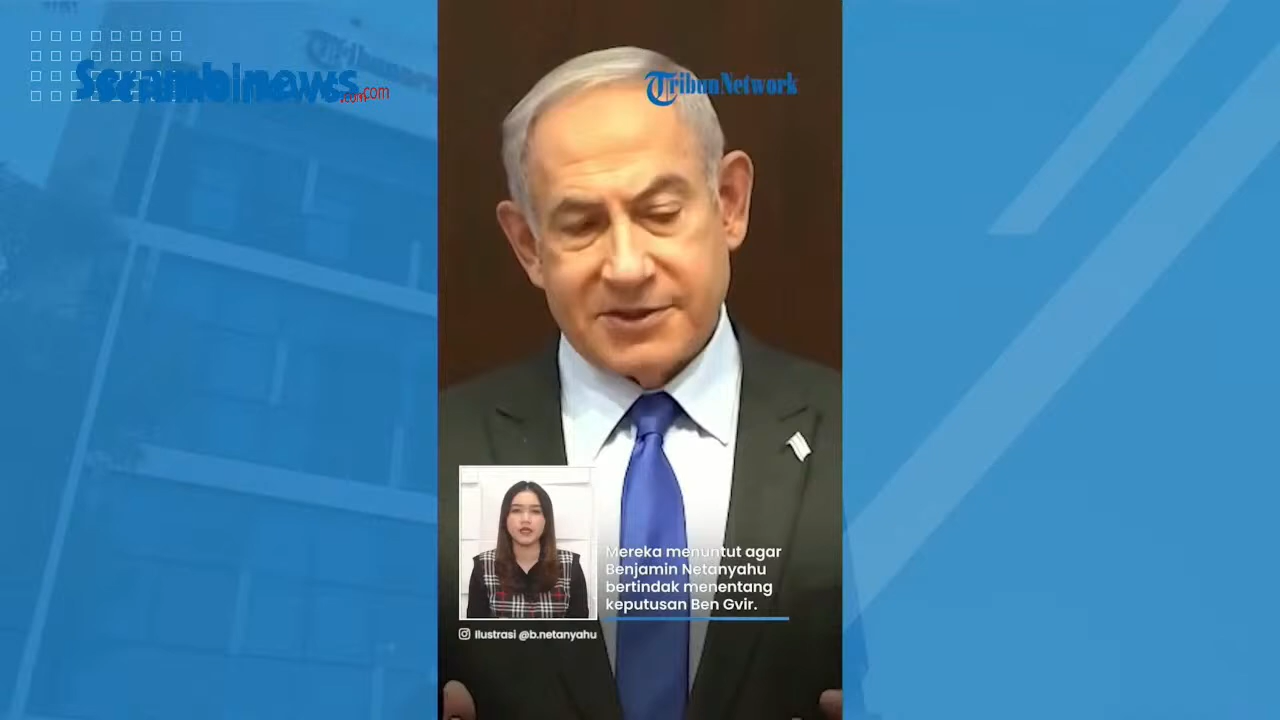 Serambinews.com
TribunNetwork
Mereka menuntut agar
Benjamin Netanyahu
bertindak menentang
keputusan Ben Gvir.
Ilustrasi @b.netanyahu